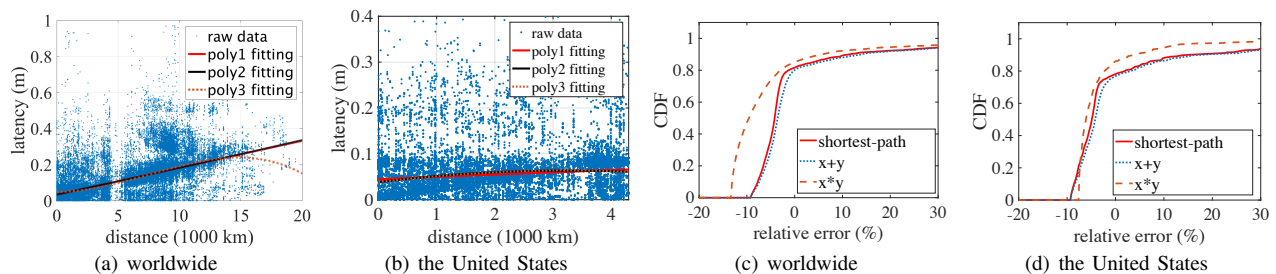 1
0.8
0.6
0.4
0.2
0
latency (m)
raw data
poly1 fitting
poly2 fitting
poly3 fitting
0 5 10 15 20
distance (1000 km)
(a) worldwide
0.4
0.3
0.2
0.1
0
latency (m)
raw data
poly1 fitting
poly2 fitting
poly3 fitting
0 1 2 3 4
distance (1000 km)
(b) the United States
1
0.8
0.6
0.4
0.2
0
CDF
shortest-path
x+y
x*y
-20 -10 0 10 20 30
relative error (%)
(c) worldwide
1
0.8
0.6
0.4
0.2
0
CDF
shortest-path
x+y
x*y
-20 -10 0 10 20 30
relative error (%)
(d) the United States